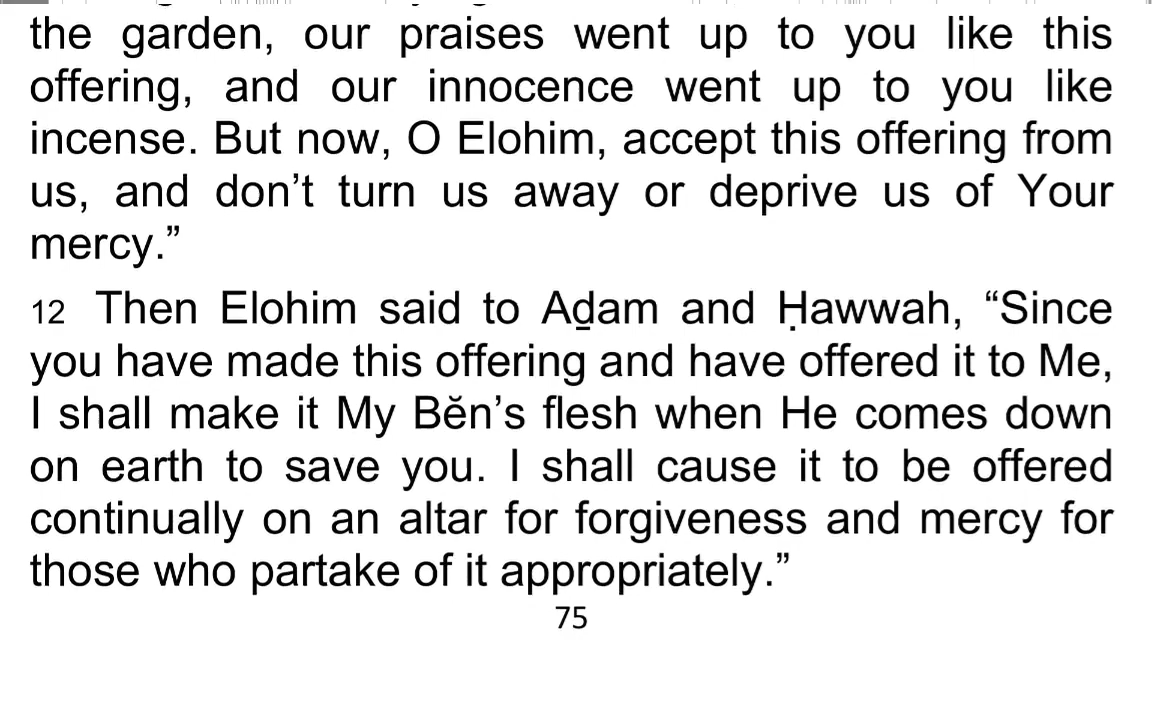 the garden, our praises went up to you like this
offering, and our innocence went up to you like
incense. But now, O Elohim, accept this offering from
us, and don’t turn us away or deprive us of Your
mercy.”
12 Then Elohim said to Aḏam and Ḥawwah, “Since
you have made this offering and have offered it to Me,
I shall make it My Bĕn’s flesh when He comes down
on earth to save you. I shall cause it to be offered
continually on an altar for forgiveness and mercy for
those who partake of it appropriately.”
75